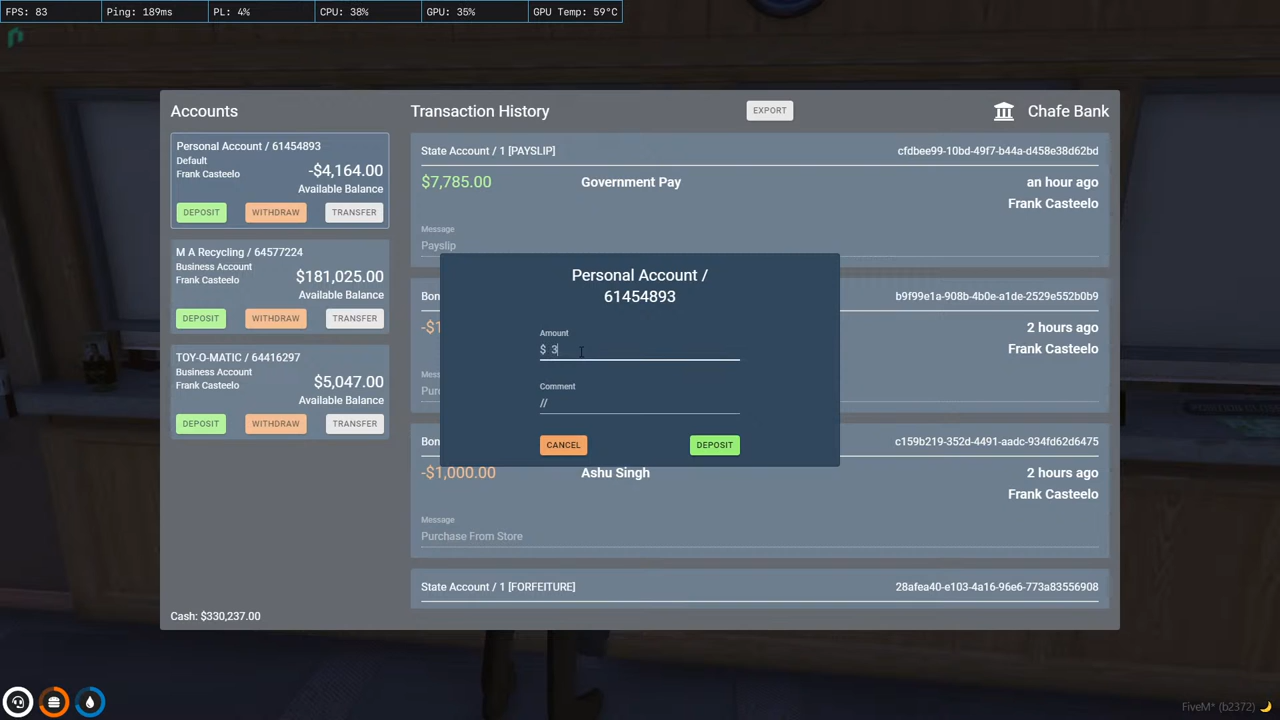 FPS: 83
Ping: 189ms
PL: 4%
CPU: 38%
GPU: 35%
GPU Temp: 59°C
Accounts
Transaction History
EXPORT
Chafe Bank
Personal Account / 61454893
Default
Frank Casteelo
-$4,164.00
Available Balance
DEPOSIT
WITHDRAW
TRANSFER
M A Recycling / 64577224
Business Account
Frank Casteelo
$181,025.00
Available Balance
DEPOSIT
WITHDRAW
TRANSFER
TOY-O-MATIC / 64416297
Business Account
Frank Casteelo
$5,047.00
Available Balance
DEPOSIT
WITHDRAW
TRANSFER
Cash: $330,237.00
State Account / 1 [PAYSLIP]
cfdbee99-10bd-49f7-b44a-d458e38d62bd
$7,785.00
Government Pay
an hour ago
Frank Casteelo
Message
Payslip
b9f99e1a-908b-4b0e-a1de-2529e552b0b9
2 hours ago
Frank Casteelo
c159b219-352d-4491-aadc-934fd62d6475
-$1,000.00
Ashu Singh
2 hours ago
Frank Casteelo
Message
Purchase From Store
State Account / 1 [FORFEITURE]
28afea40-e103-4a16-96e6-773a83556908
Personal Account /
61454893
Amount
$ 3
Comment
//
CANCEL
DEPOSIT
FiveM* (b2372)